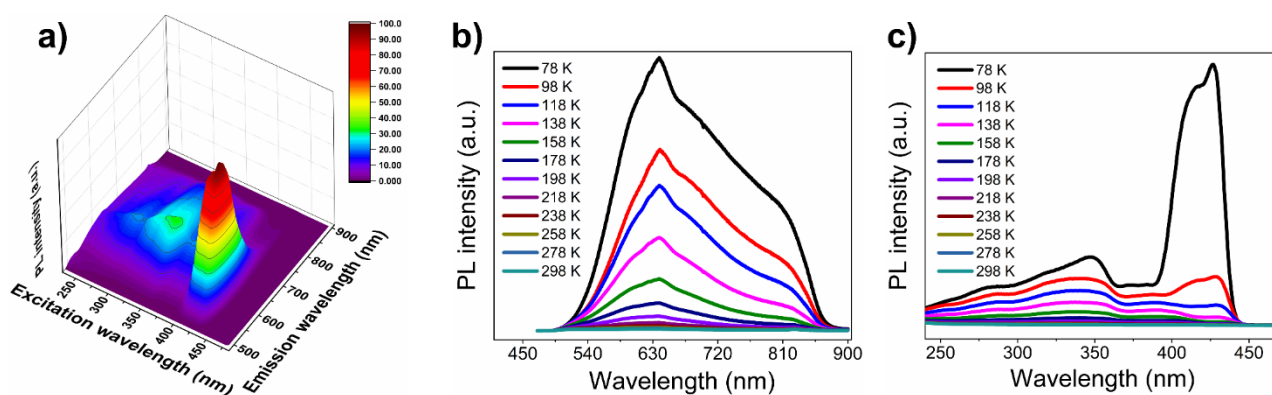 a)
100.0
90.00
80.00
70.00
60.00
50.00
40.00
30.00
20.00
10.00
0.000
PL intensity (a.u.)
250
300
350
400
450
Excitation wavelength (nm)
500
600
700
800
900
Emission wavelength (nm)
b)
PL intensity (a.u.)
78 K
98 K
118 K
138 K
158 K
178 K
198 K
218 K
238 K
258 K
278 K
298 K
450 540 630 720 810 900
Wavelength (nm)
c)
PL intensity (a.u.)
78 K
98 K
118 K
138 K
158 K
178 K
198 K
218 K
238 K
258 K
278 K
298 K
250 300 350 400 450
Wavelength (nm)